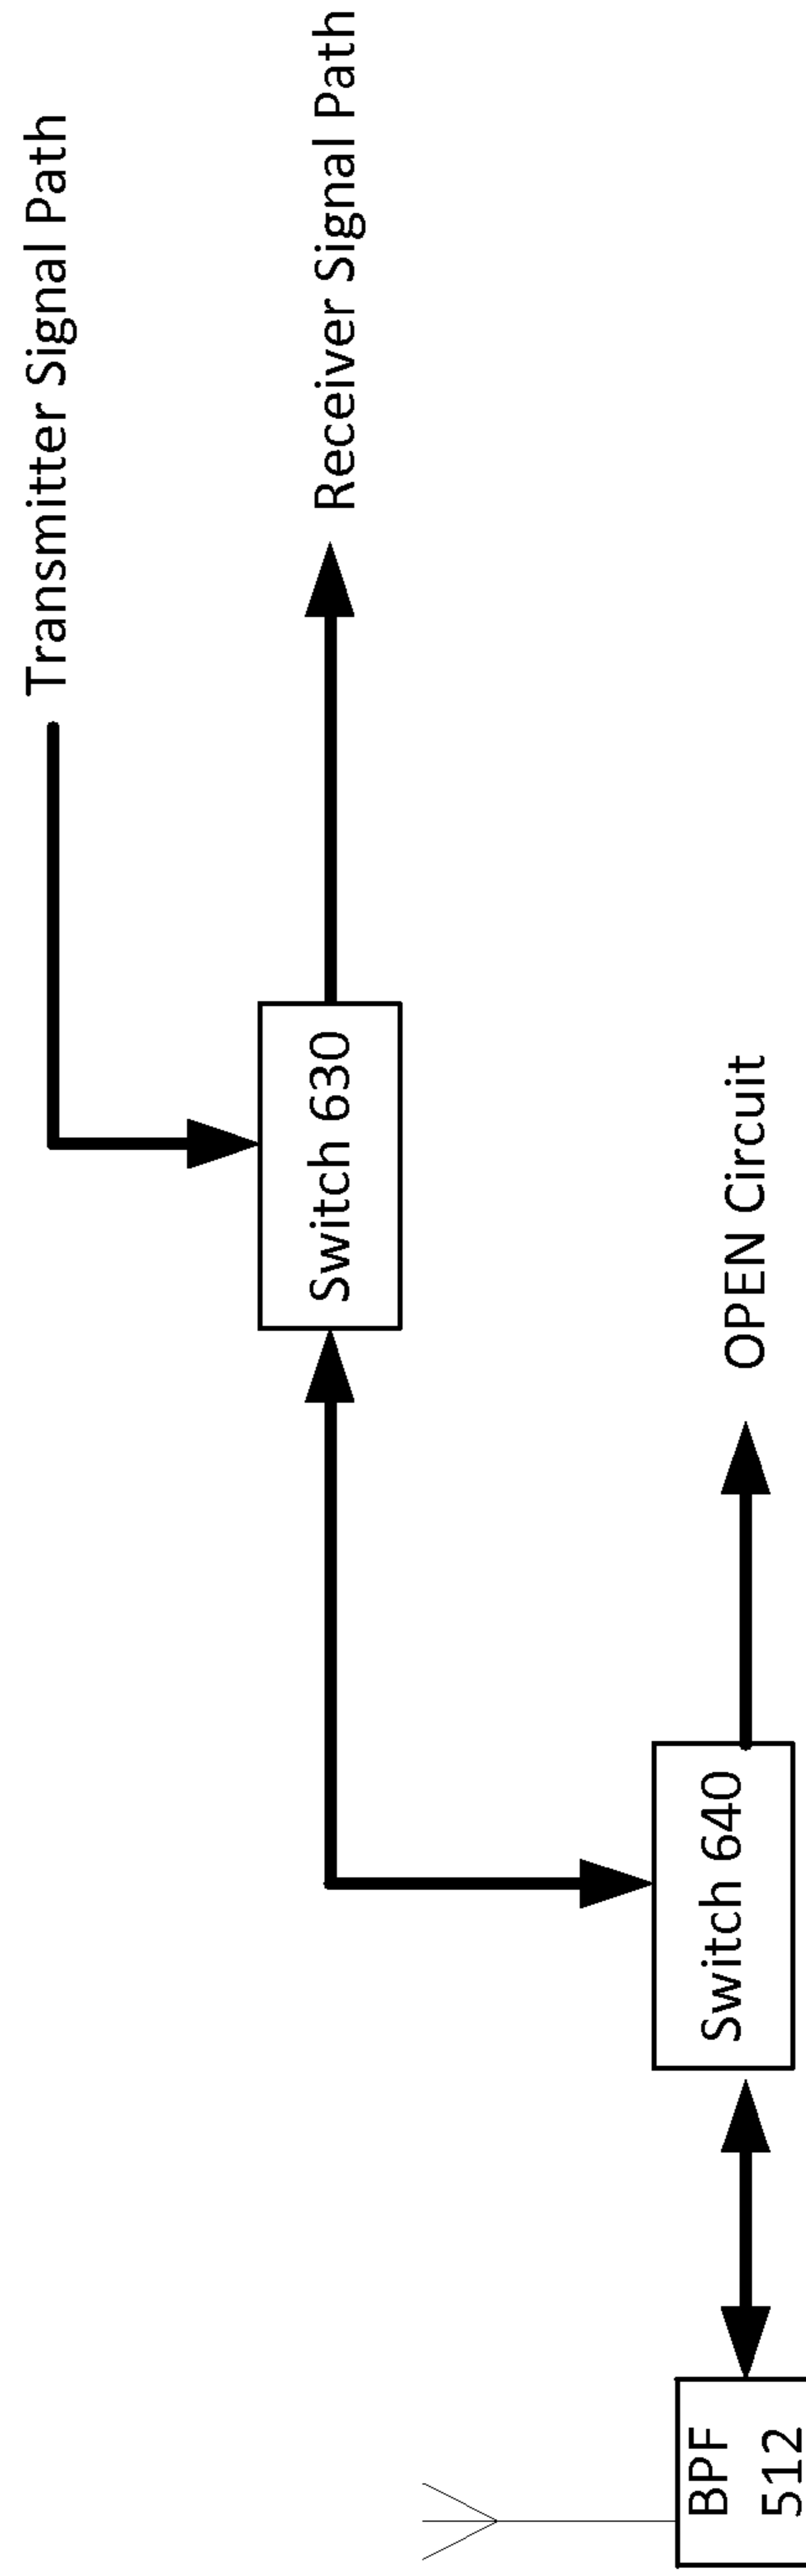 Transmitter Signal Path
Receiver Signal Path
Switch 630
OPEN Circuit
Switch 640
BPF
512